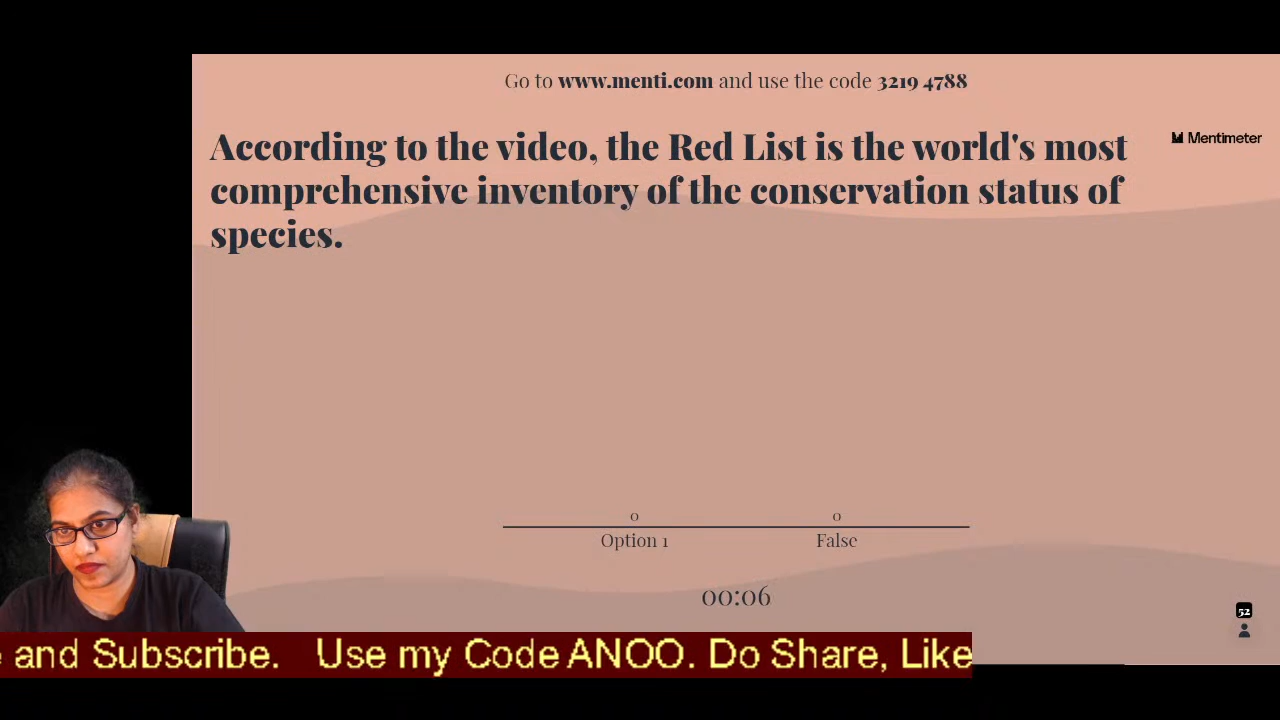 Go to www.menti.com and use the code 3219 4788
According to the video, the Red List is the world's most
comprehensive inventory of the conservation status of
species.
Mentimeter
0 0
Option 1 False
00:06
52
and Subscribe. Use my Code ANOO. Do Share, Like